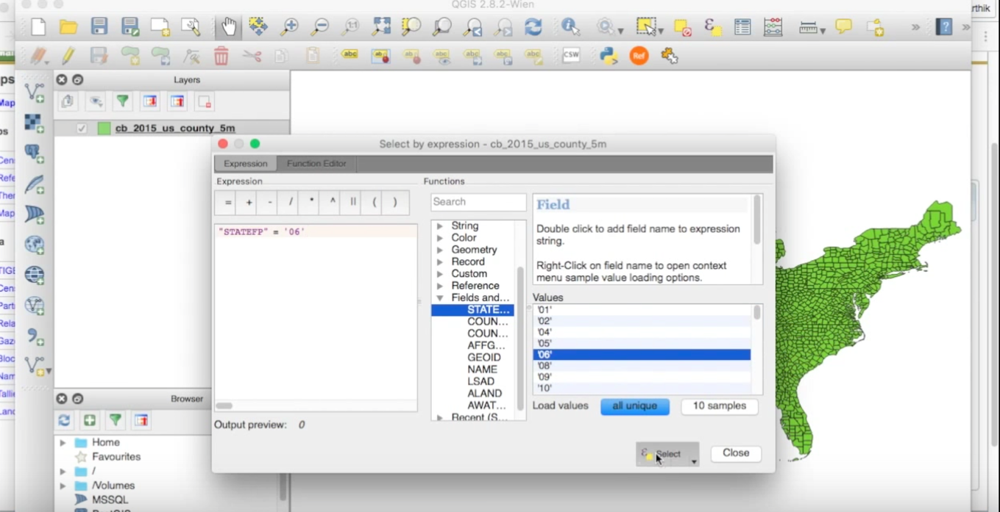 QGIS 2.8.2-Wien
rthik
abc
CSW
Ref
Layers
cb_2015_us_county_5m
Select by expression - cb_2015_us_county_5m
Expression Function Editor
Expression
Functions
= + - / * ^ || ( )
Search
"STATEFP" = '06'
String
Color
Geometry
Record
Custom
Reference
Fields and...
STATE...
COUN...
COUN...
AFFG...
GEOID
NAME
LSAD
ALAND
AWAT...
Recent (S...
Field
Double click to add field name to expression
string.
Right-Click on field name to open context
menu sample value loading options.
Values
'01'
'02'
'04'
'05'
'06'
'08'
'09'
'10'
Load values all unique 10 samples
Output preview: 0
Select Close
Browser
Home
Favourites
/
/Volumes
MSSQL